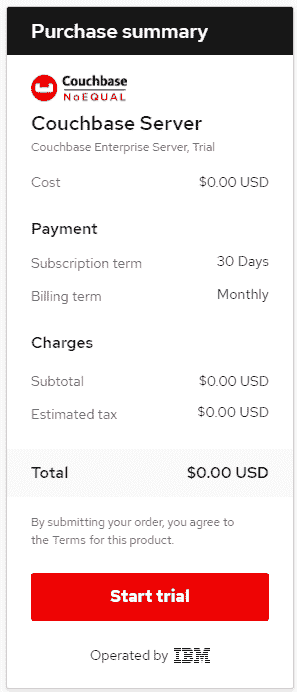 Purchase summary
Couchbase
NoEQUAL
Couchbase Server
Couchbase Enterprise Server, Trial
Cost $0.00 USD
Payment
Subscription term 30 Days
Billing term Monthly
Charges
Subtotal $0.00 USD
Estimated tax $0.00 USD
Total $0.00 USD
By submitting your order, you agree to
the Terms for this product.
Start trial
Operated by IBM